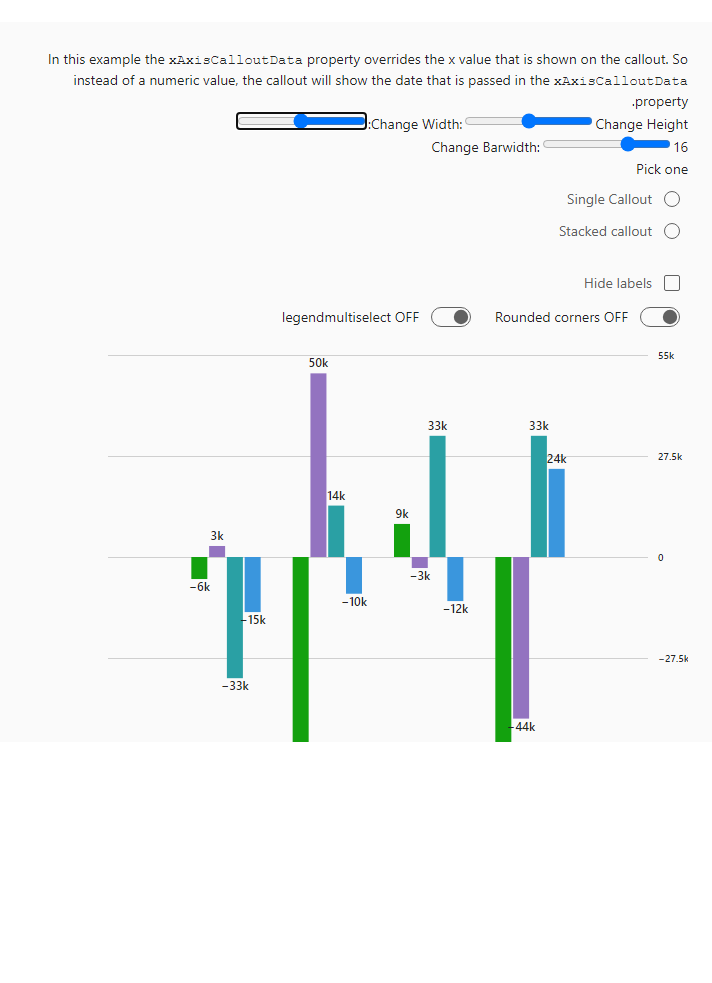 In this example the xAxisCalloutData property overrides the x value that is shown on the callout. So
instead of a numeric value, the callout will show the date that is passed in the xAxisCalloutData
.property
:Change Width: Change Height
Change Barwidth: 16
Pick one
Single Callout
Stacked callout
Hide labels
legendmultiselect OFF Rounded corners OFF
55k
50k
33k 33k
27.5k
24k
14k
9k
3k
0
−3k
−6k
−10k
−12k
−15k
−27.5k
−33k
−44k